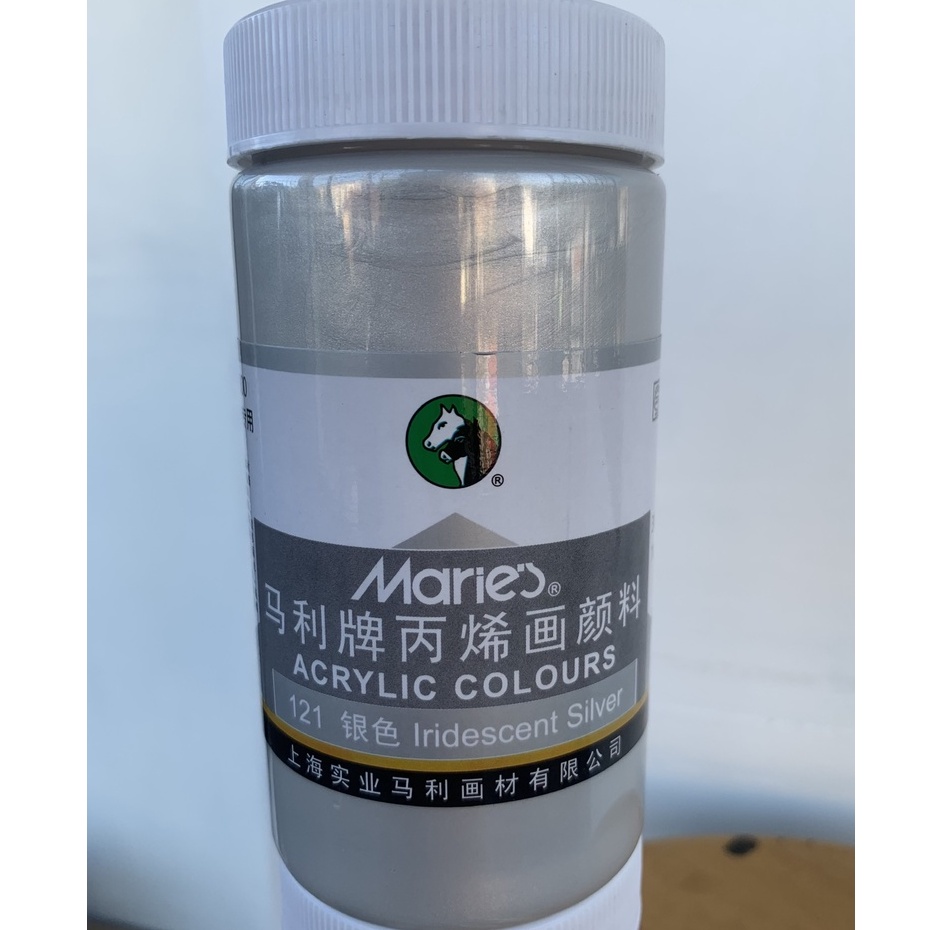 ®
Marie's®
马利牌丙烯画颜料
ACRYLIC COLOURS
121 银色 Iridescent Silver
上海实业马利画材有限公司